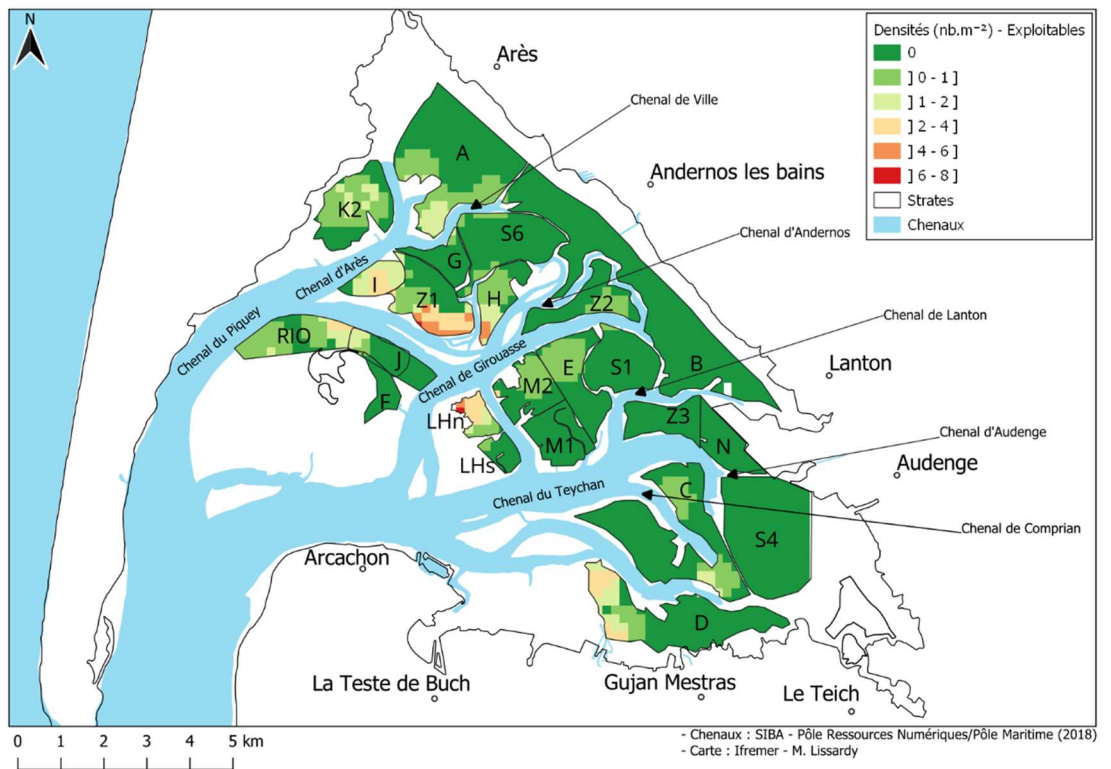 N
Densités (nb.m⁻²) - Exploitables
0
] 0 - 1 ]
] 1 - 2 ]
] 2 - 4 ]
] 4 - 6 ]
] 6 - 8 ]
Strates
Chenaux
Arès
Chenal de Ville
A
Andernos les bains
K2
S6
Chenal d'Andernos
G
Chenal d'Arès
I
Z1
H
Z2
Chenal de Lanton
Chenal du Piquey
RIO
J
Chenal de Girouasse
E
S1
B
Lanton
M2
F
LHn
Z3
Chenal d'Audenge
M1
N
LHs
Audenge
Chenal du Teychan
C
Chenal de Comprian
S4
Arcachon
D
La Teste de Buch
Gujan Mestras
Le Teich
0 1 2 3 4 5 km
- Chenaux : SIBA - Pôle Ressources Numériques/Pôle Maritime (2018)
- Carte : Ifremer - M. Lissardy